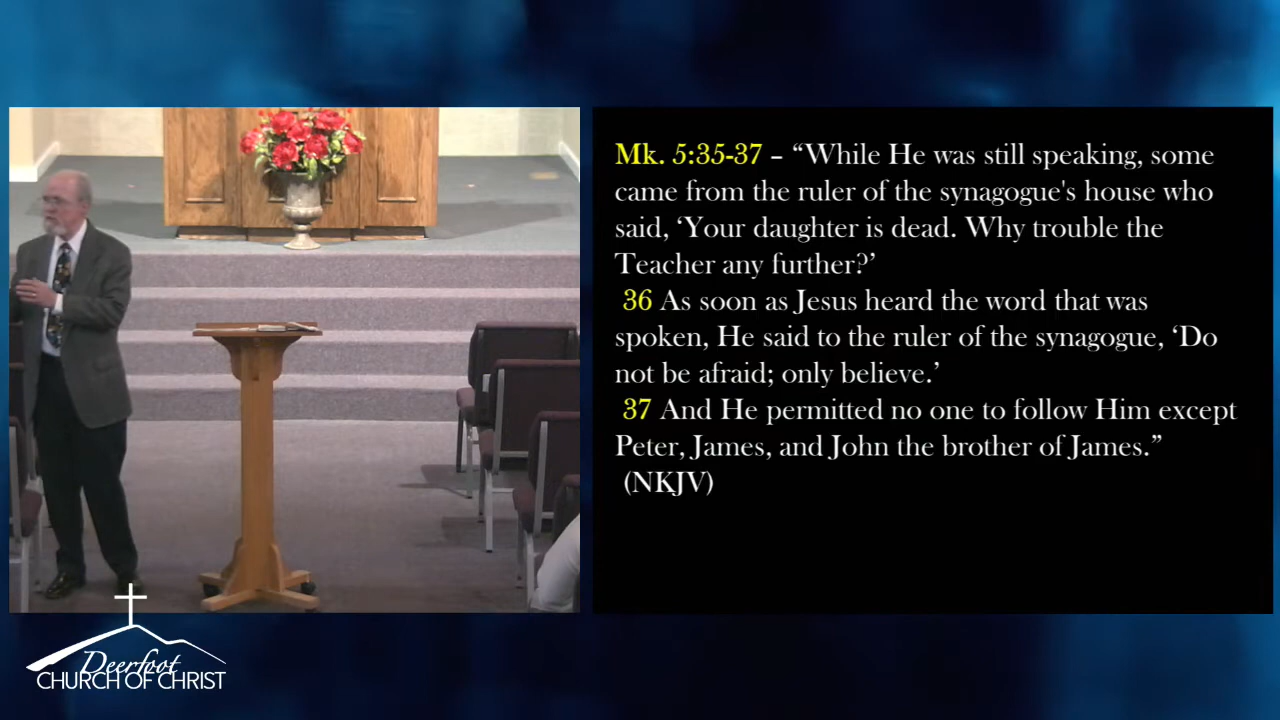 Mk. 5:35-37 – “While He was still speaking, some
came from the ruler of the synagogue's house who
said, ‘Your daughter is dead. Why trouble the
Teacher any further?’
36 As soon as Jesus heard the word that was
spoken, He said to the ruler of the synagogue, ‘Do
not be afraid; only believe.’
37 And He permitted no one to follow Him except
Peter, James, and John the brother of James.”
(NKJV)
Deerfoot
CHURCH OF CHRIST